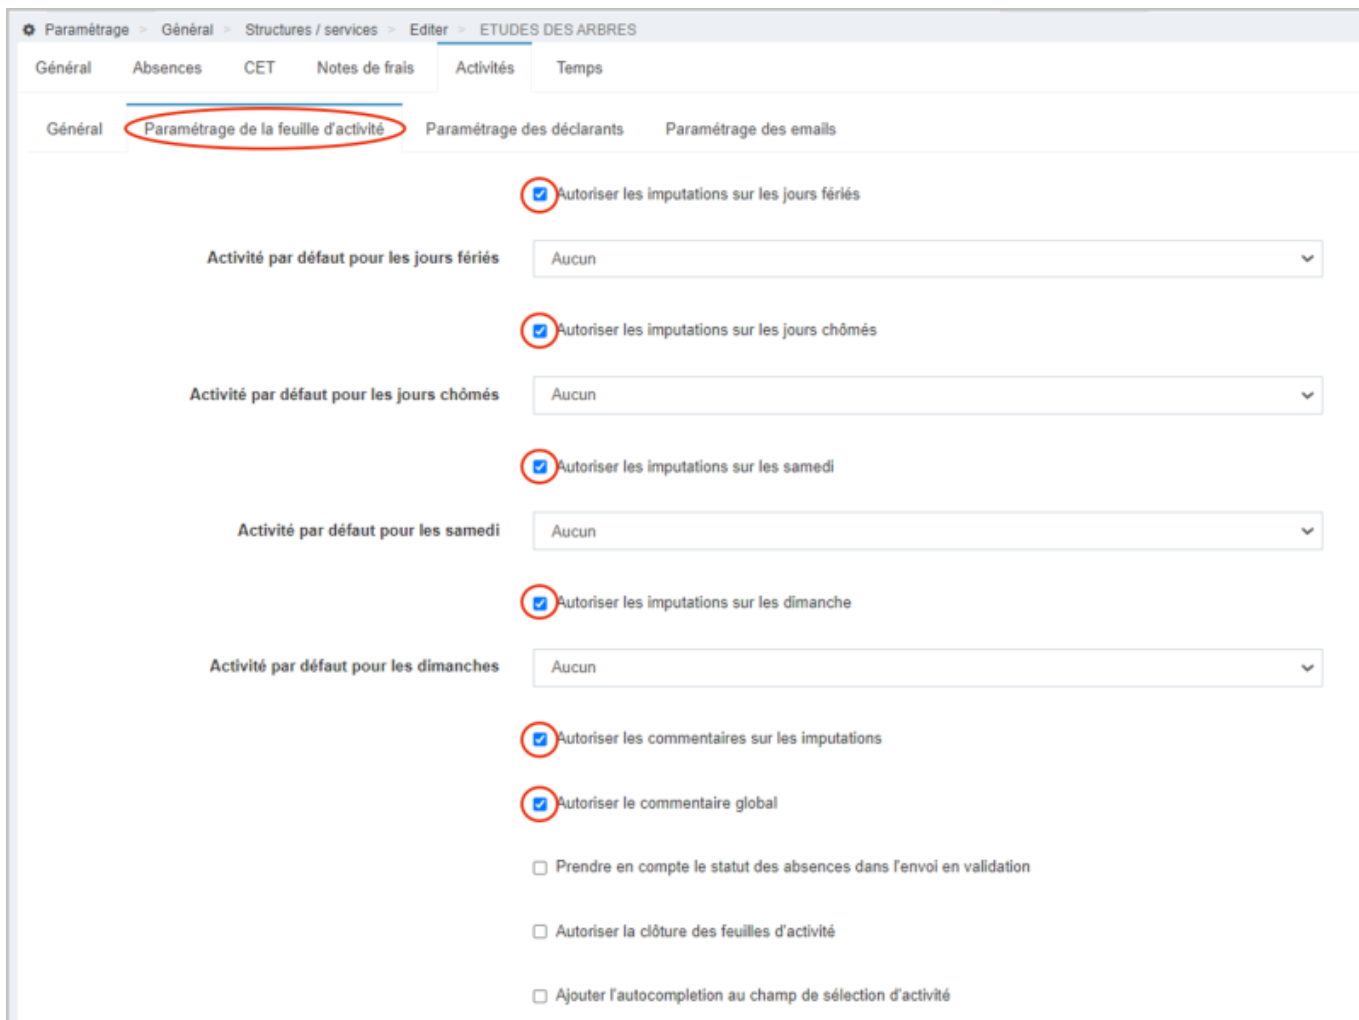 Paramétrage > Général > Structures / services > Editer > ETUDES DES ARBRES
Général Absences CET Notes de frais Activités Temps
Général Paramétrage de la feuille d'activité Paramétrage des déclarants Paramétrage des emails
Autoriser les imputations sur les jours fériés
Activité par défaut pour les jours fériés Aucun
Autoriser les imputations sur les jours chômés
Activité par défaut pour les jours chômés Aucun
Autoriser les imputations sur les samedi
Activité par défaut pour les samedi Aucun
Autoriser les imputations sur les dimanche
Activité par défaut pour les dimanches Aucun
Autoriser les commentaires sur les imputations
Autoriser le commentaire global
Prendre en compte le statut des absences dans l'envoi en validation
Autoriser la clôture des feuilles d'activité
Ajouter l'autocompletion au champ de sélection d'activité